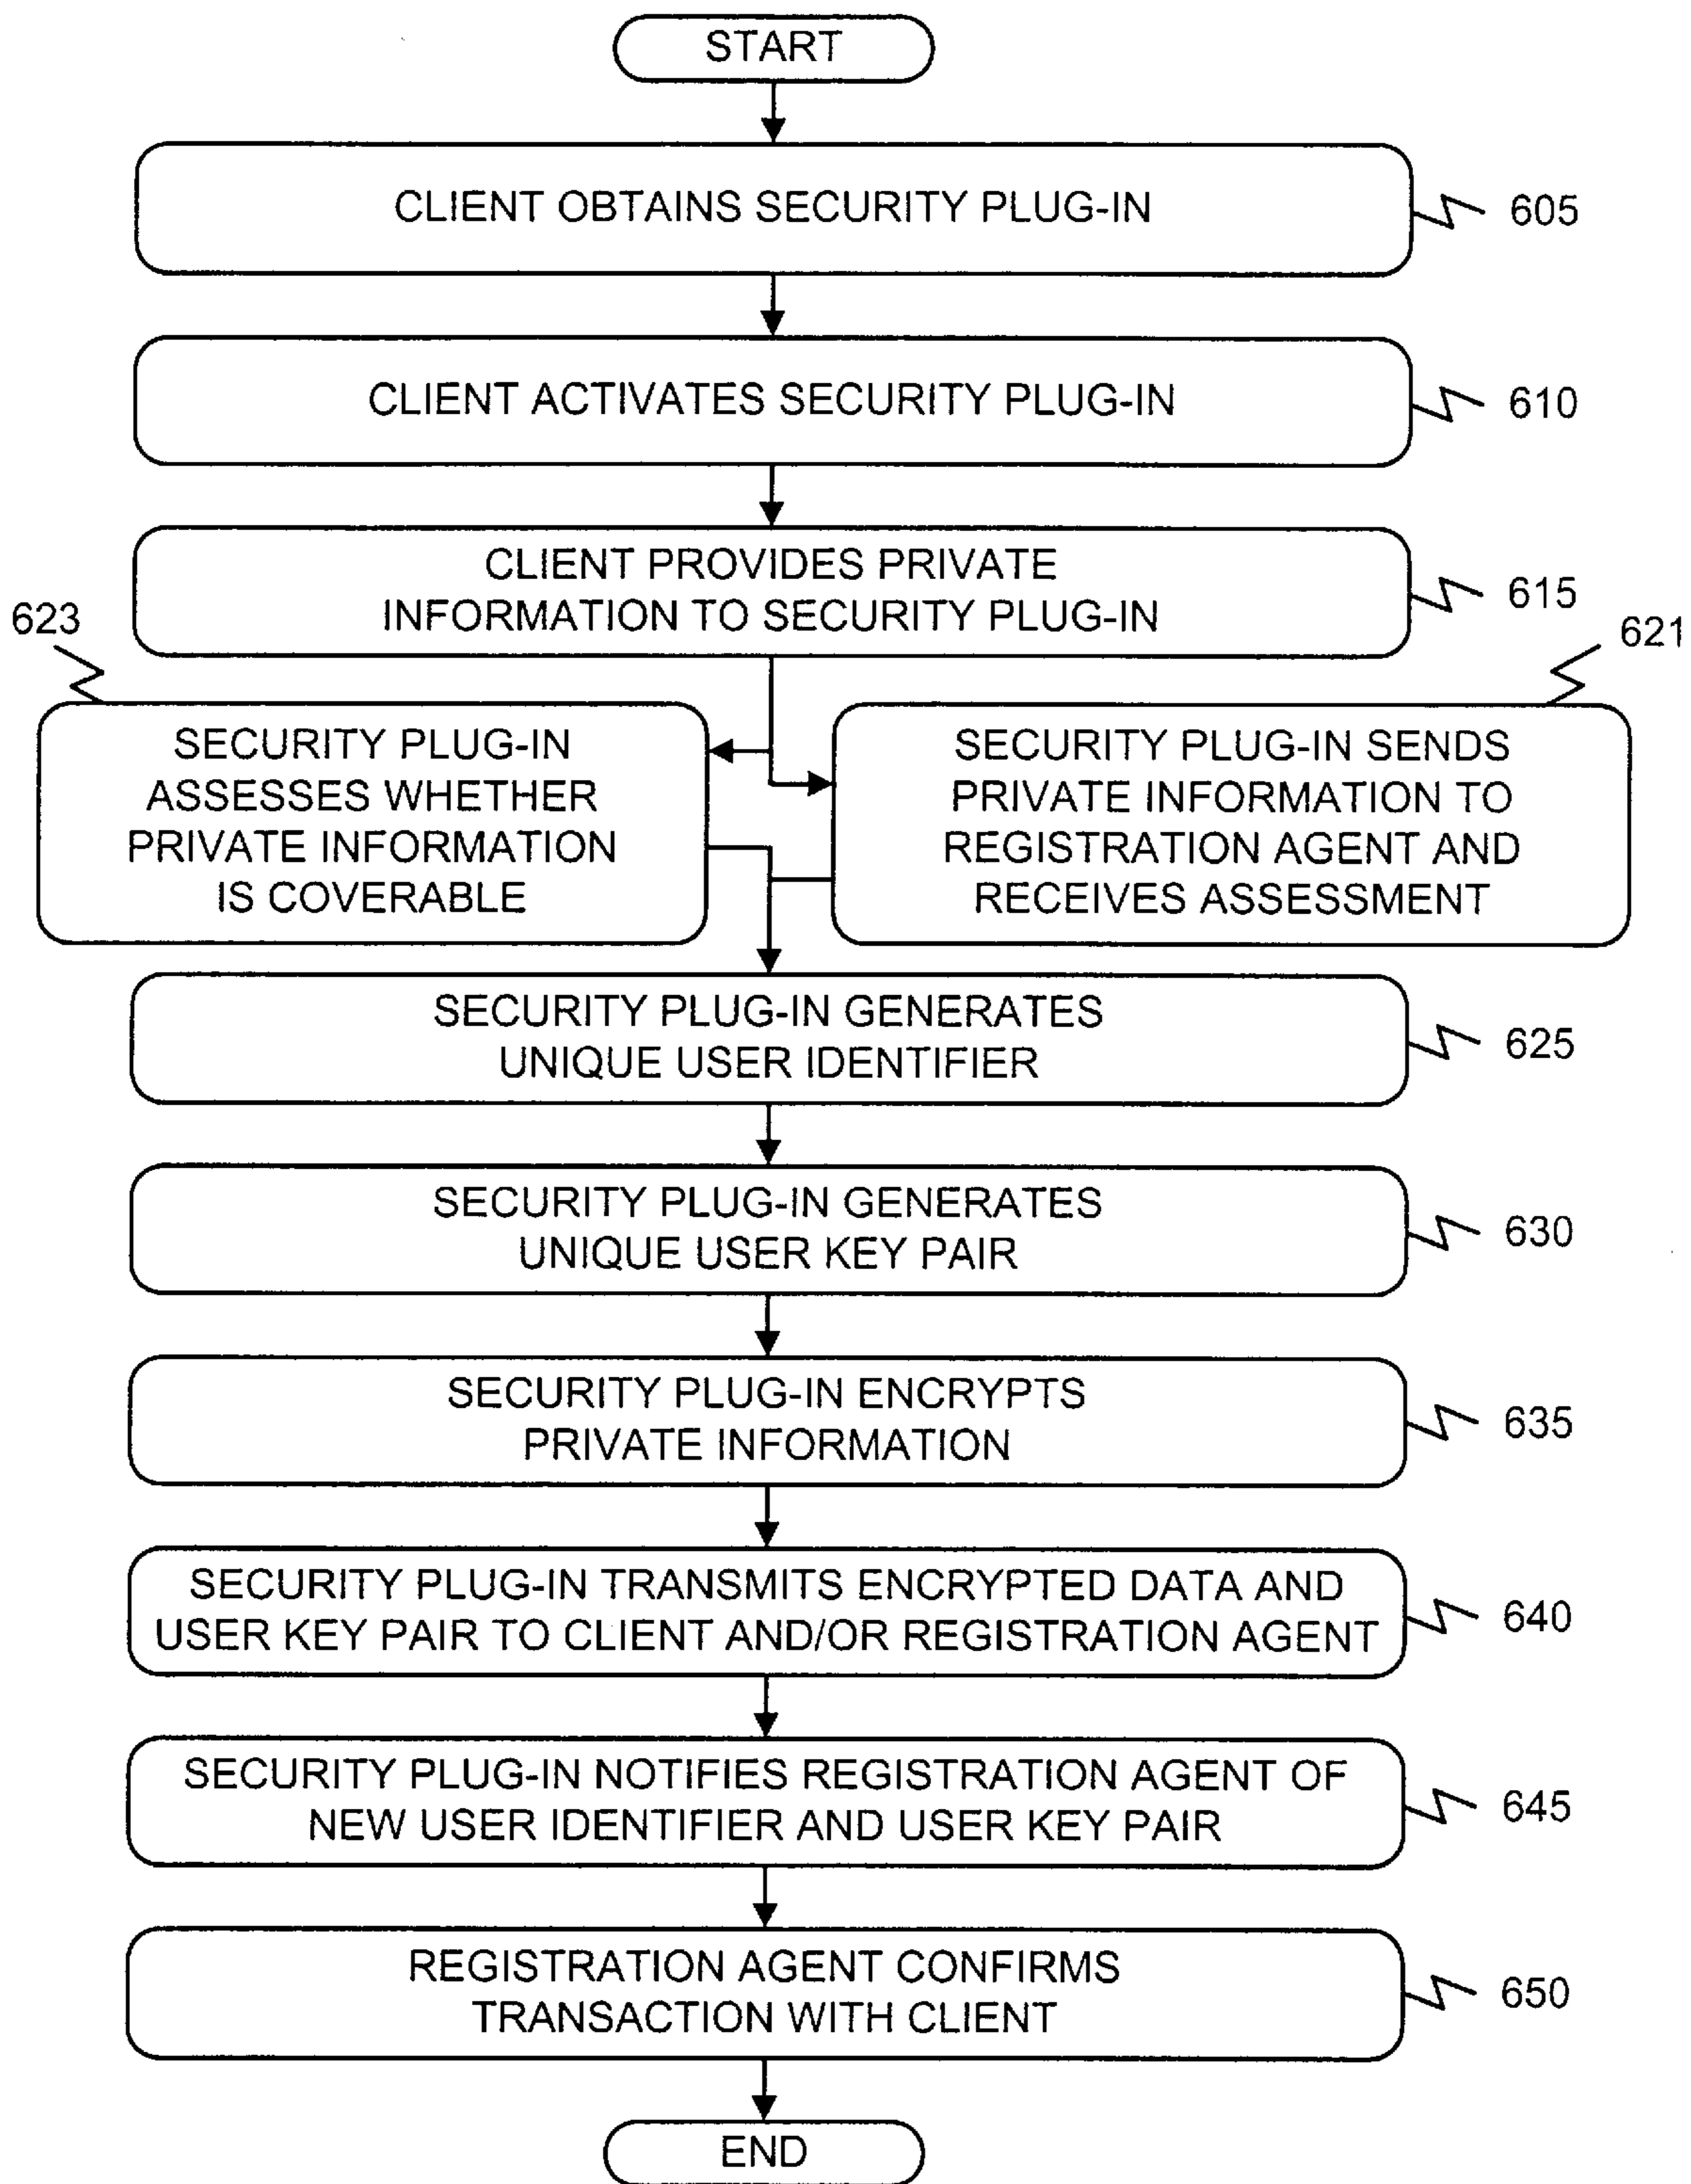 START
CLIENT OBTAINS SECURITY PLUG-IN
605
CLIENT ACTIVATES SECURITY PLUG-IN
610
CLIENT PROVIDES PRIVATE
INFORMATION TO SECURITY PLUG-IN
615
623
621
SECURITY PLUG-IN
ASSESSES WHETHER
PRIVATE INFORMATION
IS COVERABLE
SECURITY PLUG-IN SENDS
PRIVATE INFORMATION TO
REGISTRATION AGENT AND
RECEIVES ASSESSMENT
SECURITY PLUG-IN GENERATES
UNIQUE USER IDENTIFIER
625
SECURITY PLUG-IN GENERATES
UNIQUE USER KEY PAIR
630
SECURITY PLUG-IN ENCRYPTS
PRIVATE INFORMATION
635
SECURITY PLUG-IN TRANSMITS ENCRYPTED DATA AND
USER KEY PAIR TO CLIENT AND/OR REGISTRATION AGENT
640
SECURITY PLUG-IN NOTIFIES REGISTRATION AGENT OF
NEW USER IDENTIFIER AND USER KEY PAIR
645
REGISTRATION AGENT CONFIRMS
TRANSACTION WITH CLIENT
650
END